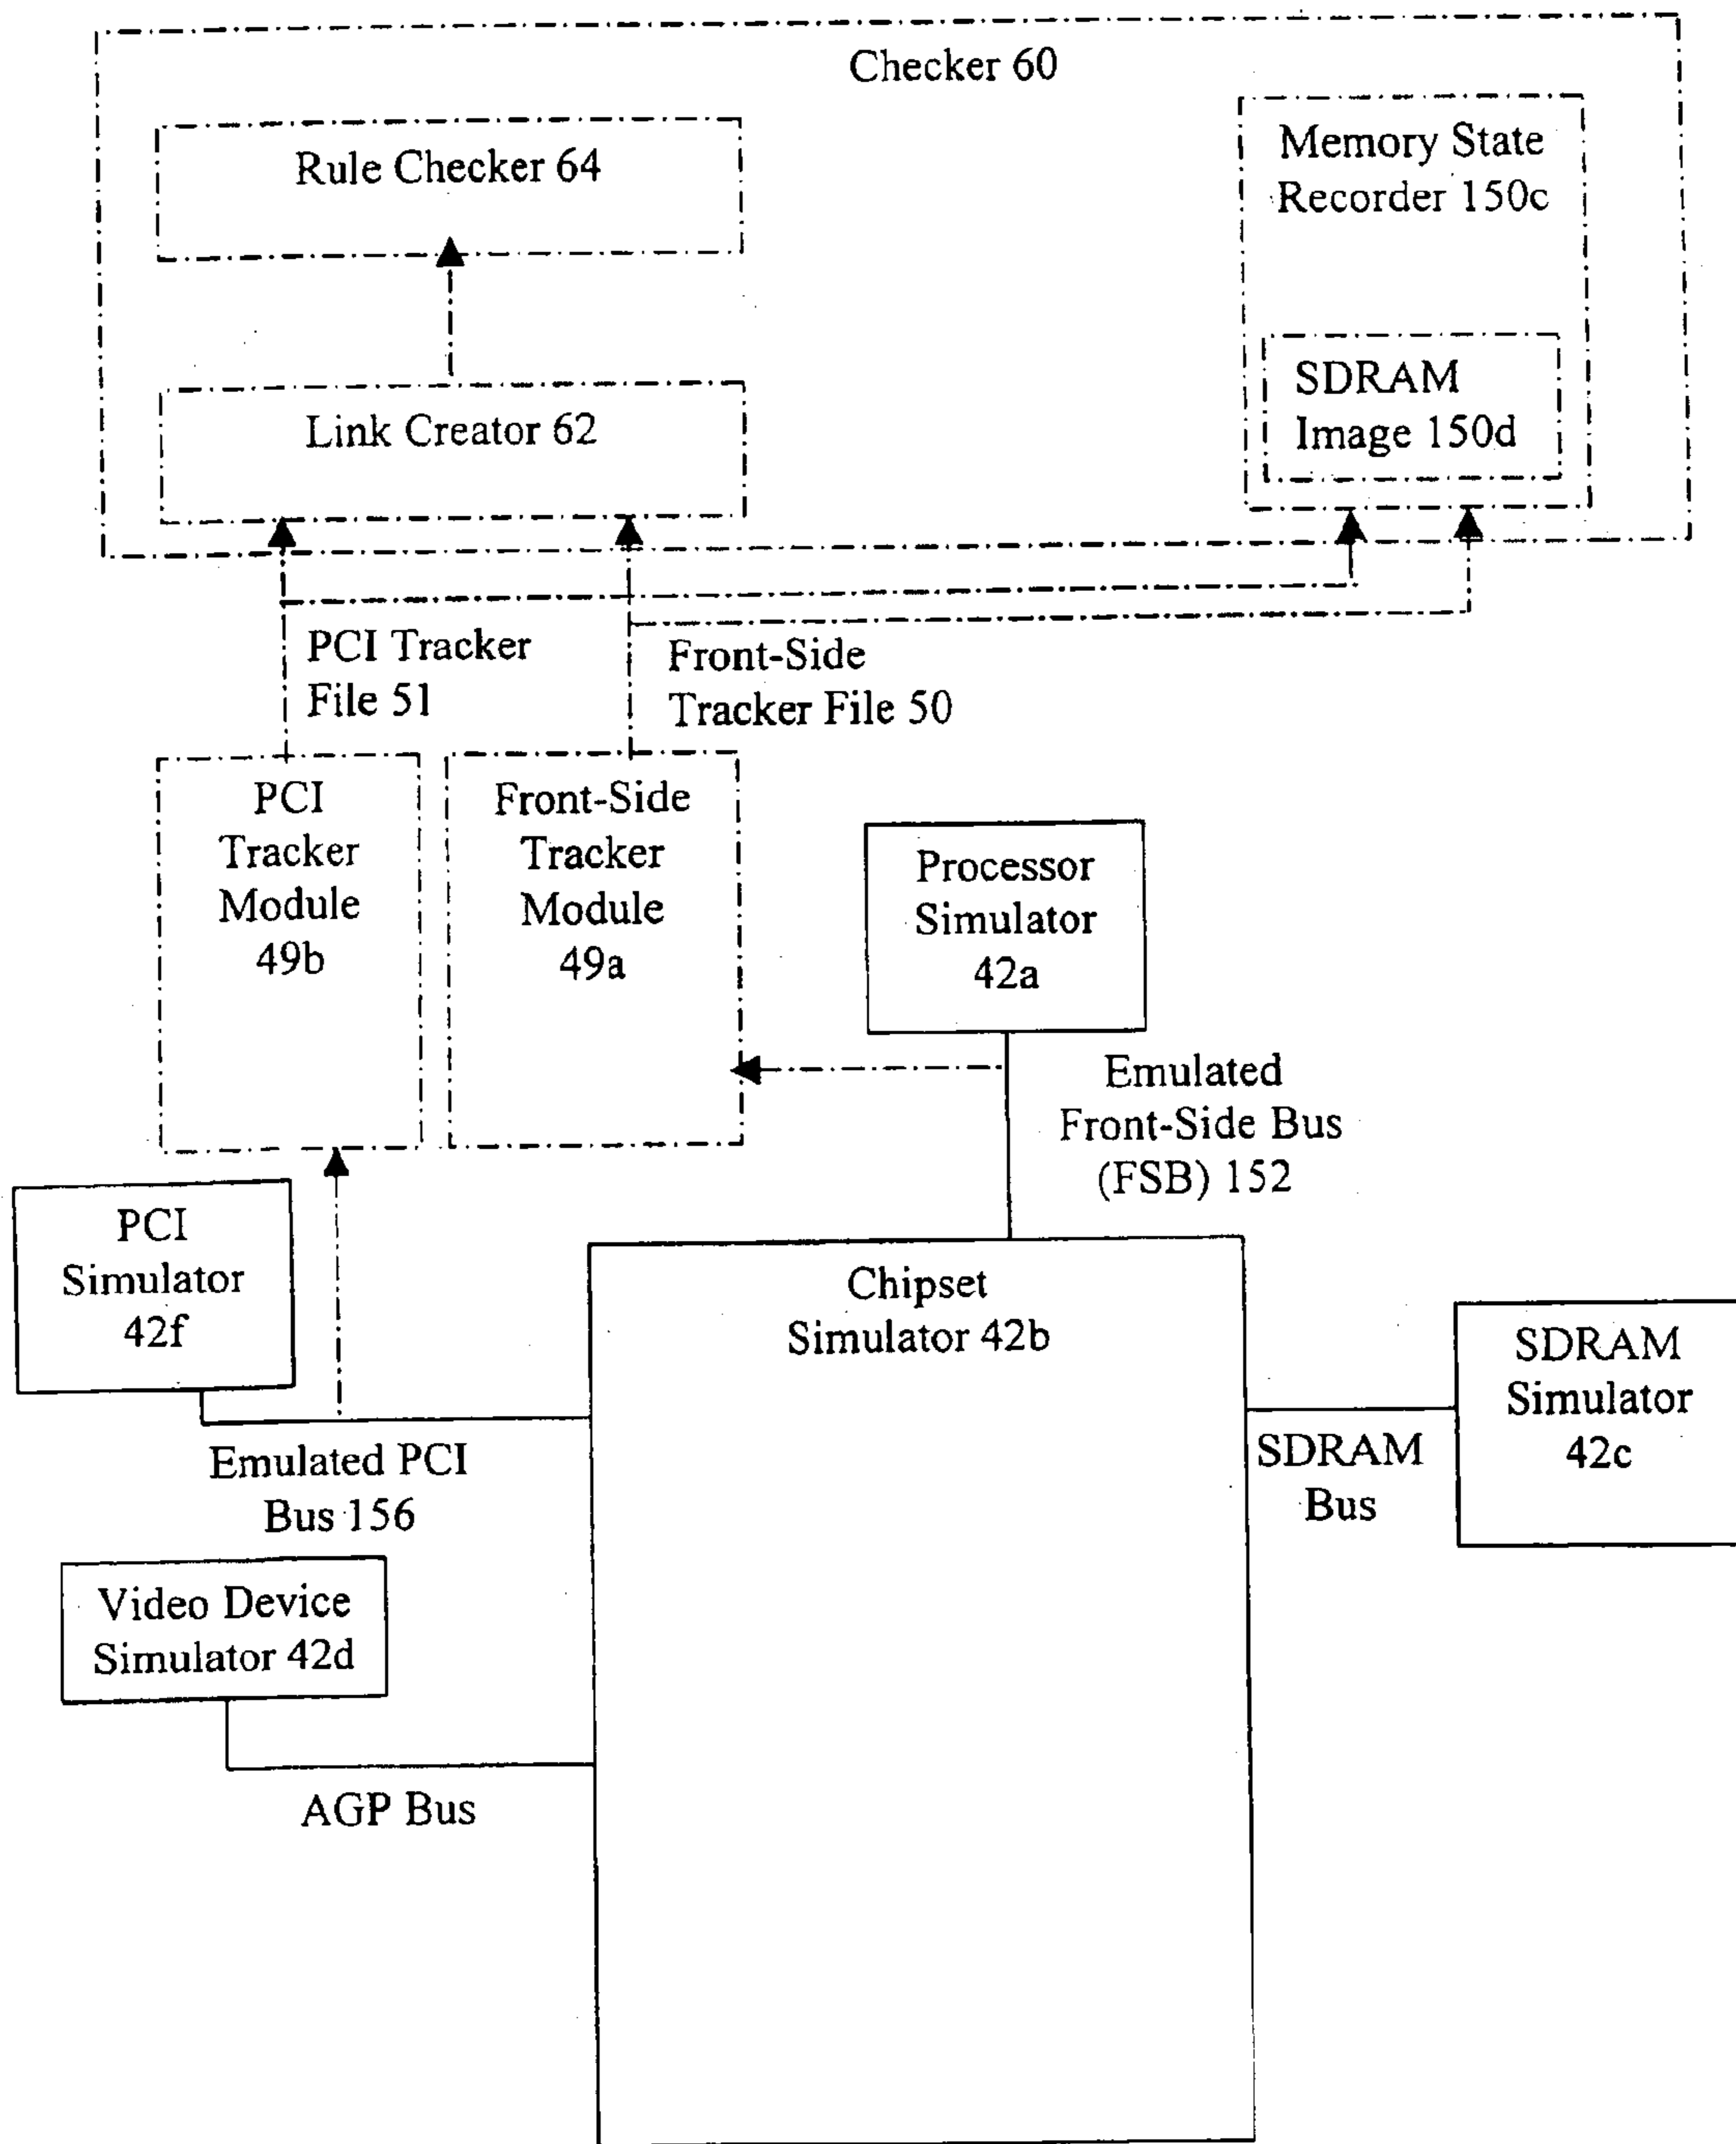 Checker 60
Rule Checker 64
Memory State
Recorder 150c
Link Creator 62
SDRAM
Image 150d
PCI Tracker
File 51
Front-Side
Tracker File 50
PCI
Tracker
Module
49b
Front-Side
Tracker
Module
49a
Processor
Simulator
42a
Emulated
Front-Side Bus
(FSB) 152
PCI
Simulator
42f
Chipset
Simulator 42b
SDRAM
Simulator
42c
Emulated PCI
Bus 156
SDRAM
Bus
Video Device
Simulator 42d
AGP Bus